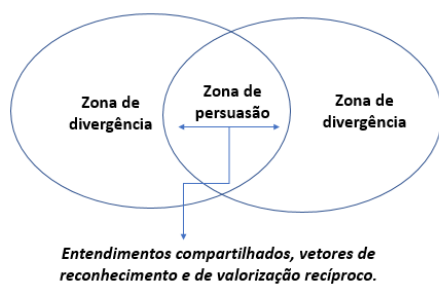 Zona de
divergência
Zona de
persuasão
Zona de
divergência
Entendimentos compartilhados, vetores de
reconhecimento e de valorização recíproco.